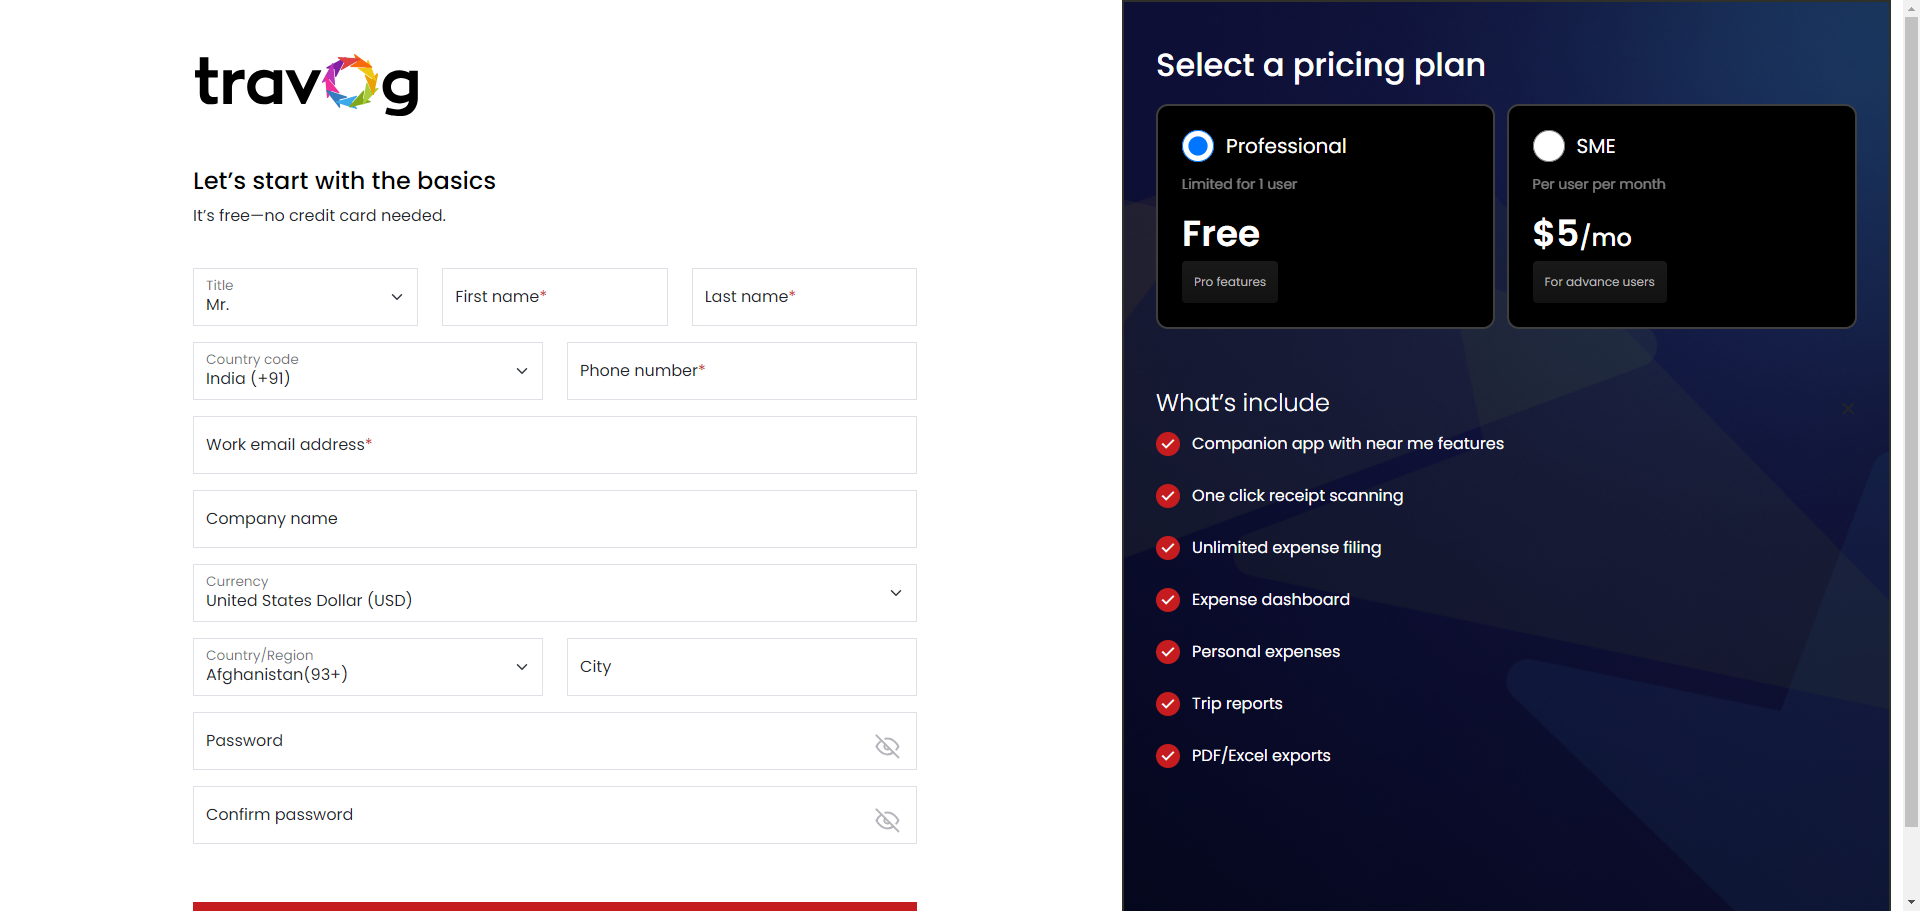 travog
Let’s start with the basics
It’s free—no credit card needed.
Title
Mr.
First name*
Last name*
Country code
India (+91)
Phone number*
Work email address*
Company name
Currency
United States Dollar (USD)
Country/Region
Afghanistan(93+)
City
Password
Confirm password
Select a pricing plan
Professional
Limited for 1 user
Free
Pro features
SME
Per user per month
$5/mo
For advance users
What’s include
Companion app with near me features
One click receipt scanning
Unlimited expense filing
Expense dashboard
Personal expenses
Trip reports
PDF/Excel exports